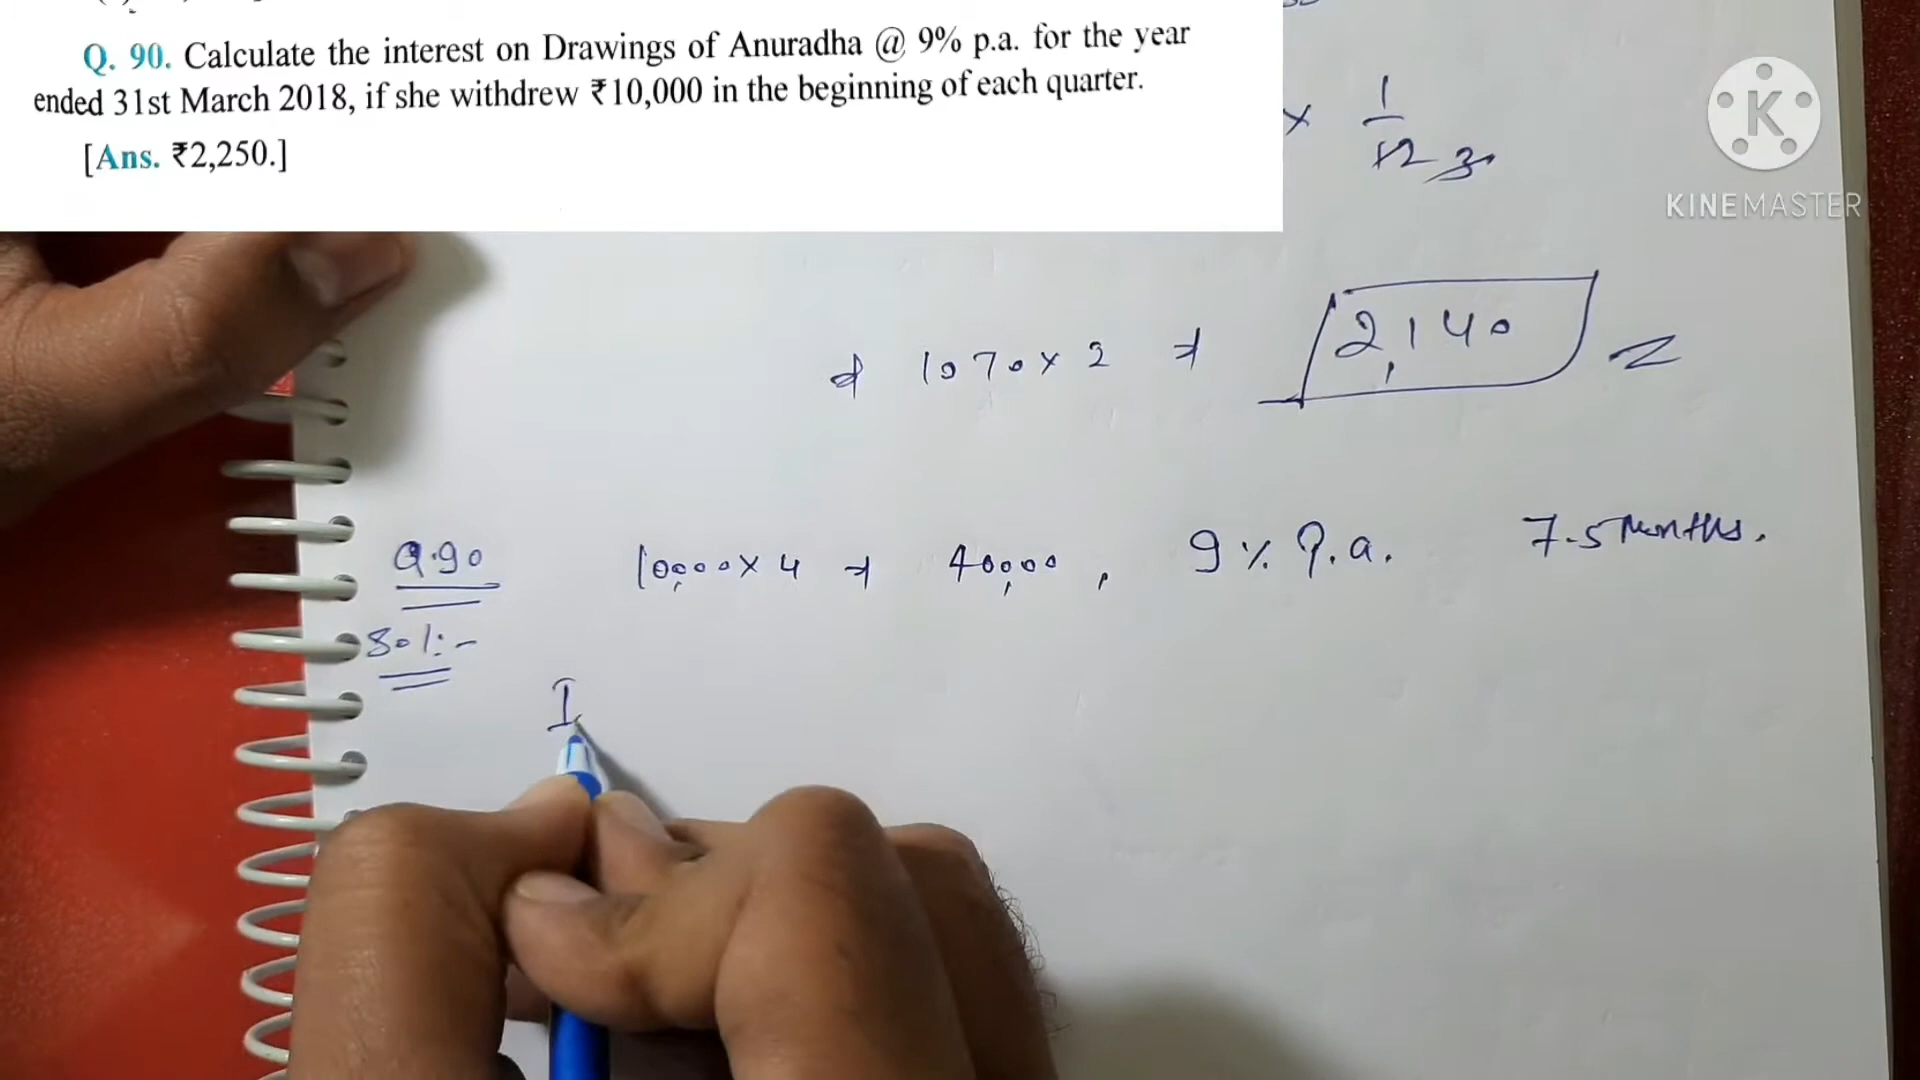 Q. 90. Calculate the interest on Drawings of Anuradha @ 9% p.a. for the year
ended 31st March 2018, if she withdrew ₹10,000 in the beginning of each quarter.
[Ans. ₹2,250.]
× 1/12
K
KINEMASTER
1070 × 2 2,140
Q.90 10,000 × 4 40,000, 9% P.a. 7.5 Months.
Sol:-
I